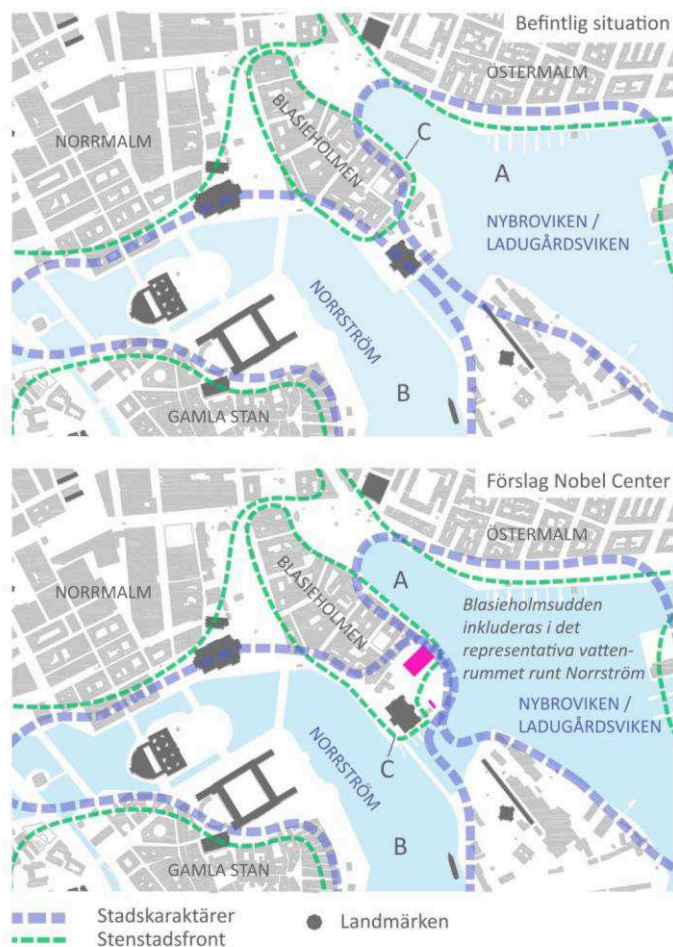 Befintlig situation
ÖSTERMALM
NORRMALM
BLASIEHOLMEN
C
A
NYBROVIKEN /
LADUGÅRDSVIKEN
NORRSTRÖM
B
GAMLA STAN
Förslag Nobel Center
ÖSTERMALM
NORRMALM
BLASIEHOLMEN
A
Blasieholmsudden
inkluderas i det
representativa vatten-
rummet runt Norrström
NYBROVIKEN /
LADUGÅRDSVIKEN
NORRSTRÖM
C
B
GAMLA STAN
Stadskaraktärer
Landmärken
Stenstadsfront